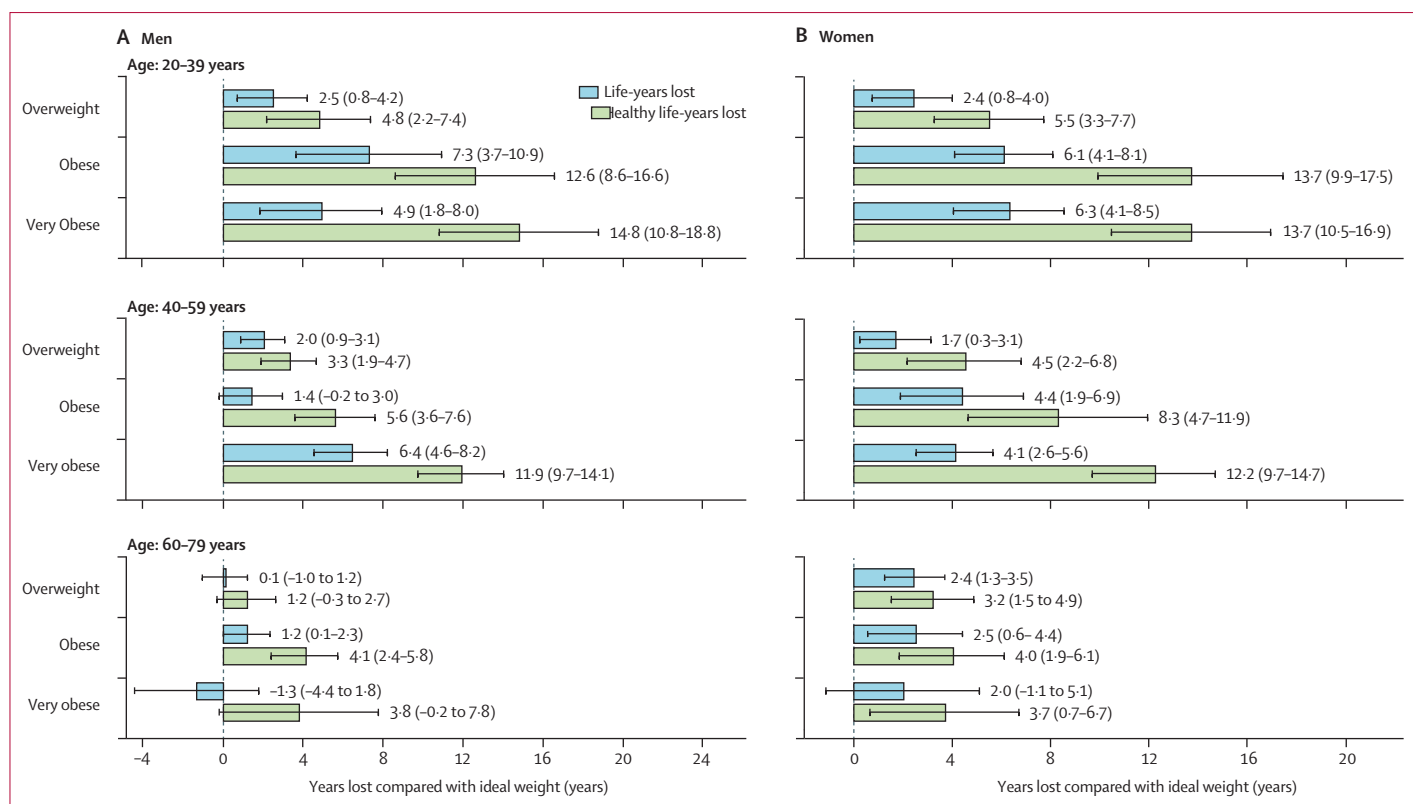 A Men
B Women
Age: 20–39 years
Life-years lost
Healthy life-years lost
Overweight
2·5 (0·8–4·2)
4·8 (2·2–7·4)
2·4 (0·8–4·0)
5·5 (3·3–7·7)
Obese
7·3 (3·7–10·9)
12·6 (8·6–16·6)
6·1 (4·1–8·1)
13·7 (9·9–17·5)
Very Obese
4·9 (1·8–8·0)
14·8 (10·8–18·8)
6·3 (4·1–8·5)
13·7 (10·5–16·9)
Age: 40–59 years
Overweight
2·0 (0·9–3·1)
3·3 (1·9–4·7)
1·7 (0·3–3·1)
4·5 (2·2–6·8)
Obese
1·4 (–0·2 to 3·0)
5·6 (3·6–7·6)
4·4 (1·9–6·9)
8·3 (4·7–11·9)
Very obese
6·4 (4·6–8·2)
11·9 (9·7–14·1)
4·1 (2·6–5·6)
12·2 (9·7–14·7)
Age: 60–79 years
Overweight
0·1 (–1·0 to 1·2)
1·2 (–0·3 to 2·7)
2·4 (1·3–3·5)
3·2 (1·5 to 4·9)
Obese
1·2 (0·1–2·3)
4·1 (2·4–5·8)
2·5 (0·6– 4·4)
4·0 (1·9–6·1)
Very obese
–1·3 (–4·4 to 1·8)
3·8 (–0·2 to 7·8)
2·0 (–1·1 to 5·1)
3·7 (0·7–6·7)
–4 0 4 8 12 16 20 24
0 4 8 12 16 20
Years lost compared with ideal weight (years)
Years lost compared with ideal weight (years)